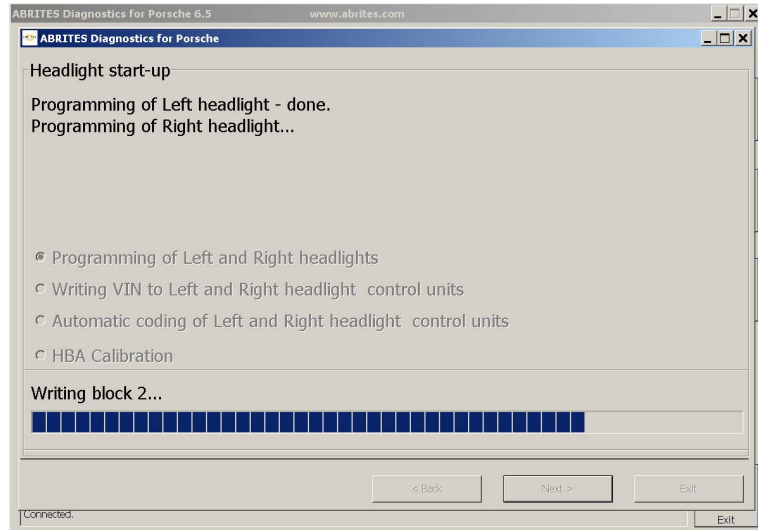 ABRITES Diagnostics for Porsche 6.5 www.abrites.com
ABRITES Diagnostics for Porsche
Headlight start-up
Programming of Left headlight - done.
Programming of Right headlight...
Programming of Left and Right headlights
Writing VIN to Left and Right headlight control units
Automatic coding of Left and Right headlight control units
HBA Calibration
Writing block 2...
< Back Next > Exit
Connected.
Exit